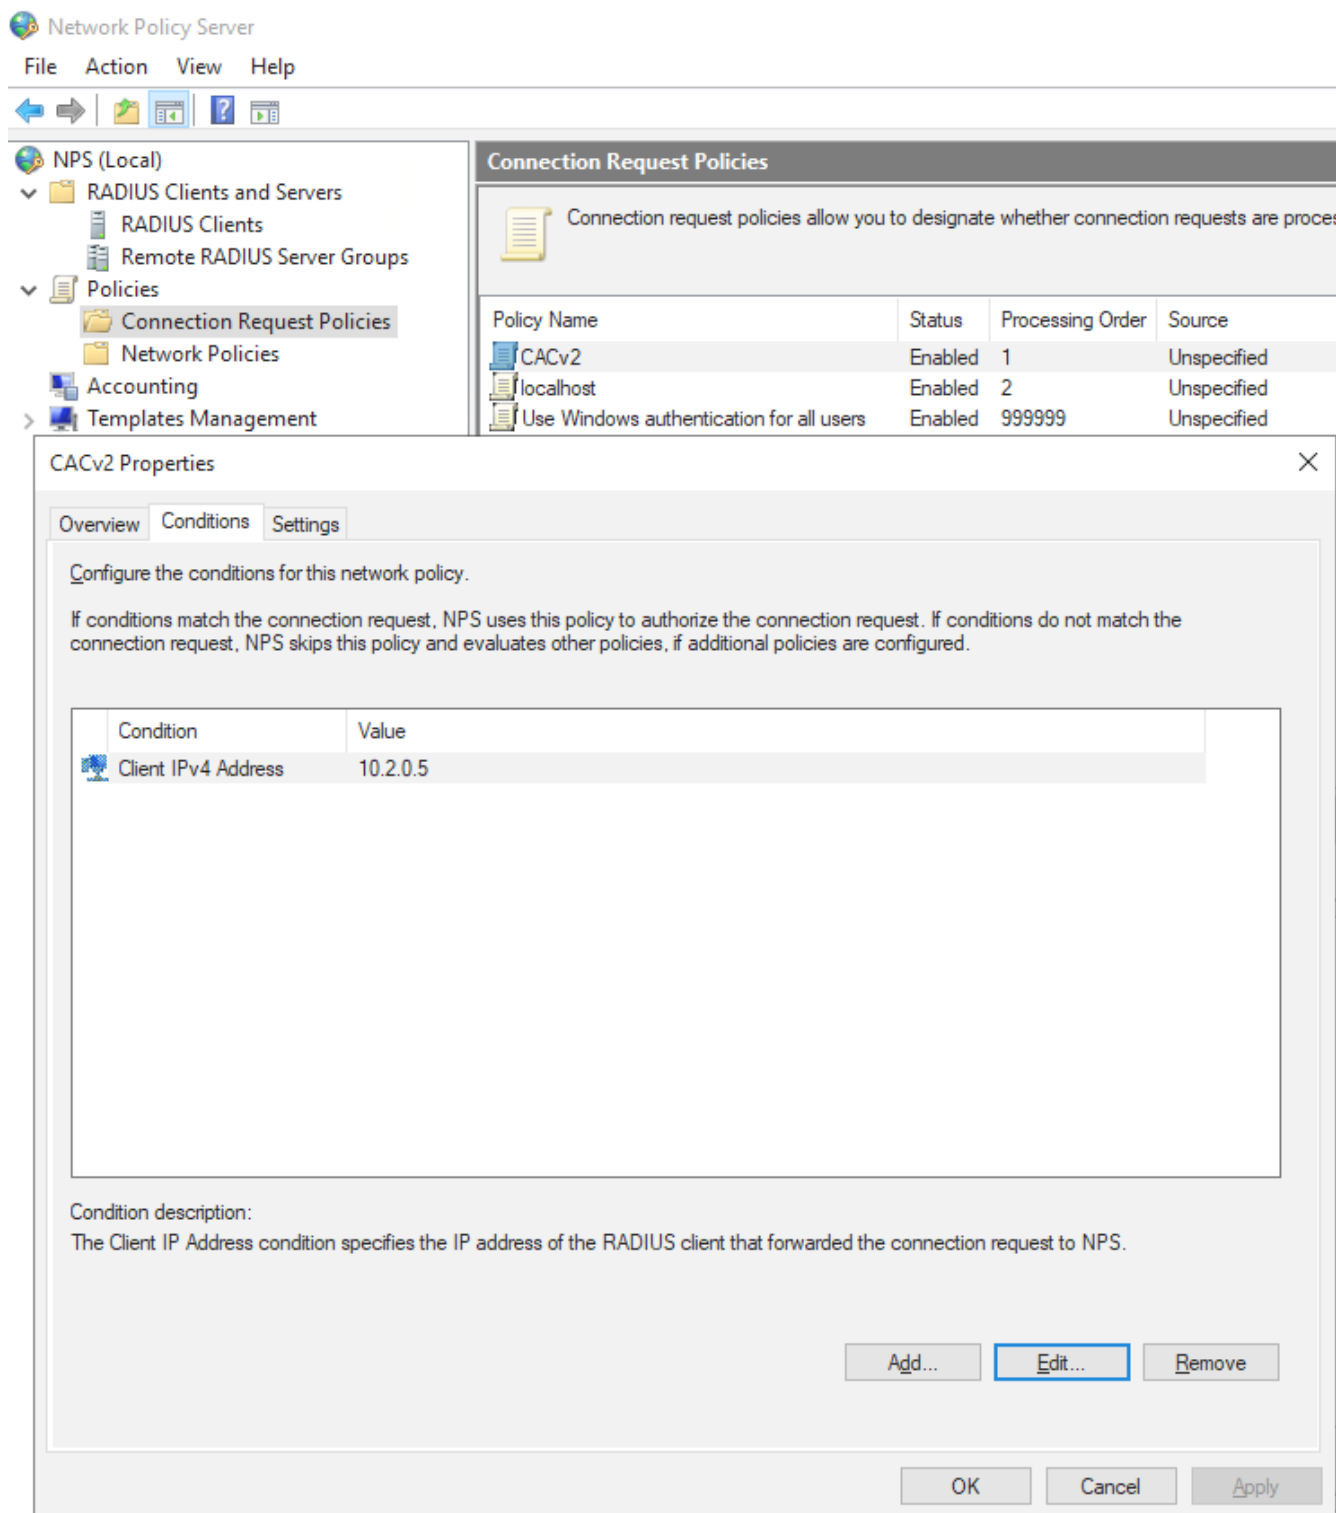 Network Policy Server
File Action View Help
NPS (Local)
RADIUS Clients and Servers
RADIUS Clients
Remote RADIUS Server Groups
Policies
Connection Request Policies
Network Policies
Accounting
Templates Management
Connection Request Policies
Connection request policies allow you to designate whether connection requests are proces
Policy Name Status Processing Order Source
CACv2 Enabled 1 Unspecified
localhost Enabled 2 Unspecified
Use Windows authentication for all users Enabled 999999 Unspecified
CACv2 Properties
Overview Conditions Settings
Configure the conditions for this network policy.
If conditions match the connection request, NPS uses this policy to authorize the connection request. If conditions do not match the
connection request, NPS skips this policy and evaluates other policies, if additional policies are configured.
Condition Value
Client IPv4 Address 10.2.0.5
Condition description:
The Client IP Address condition specifies the IP address of the RADIUS client that forwarded the connection request to NPS.
Add... Edit... Remove
OK Cancel Apply